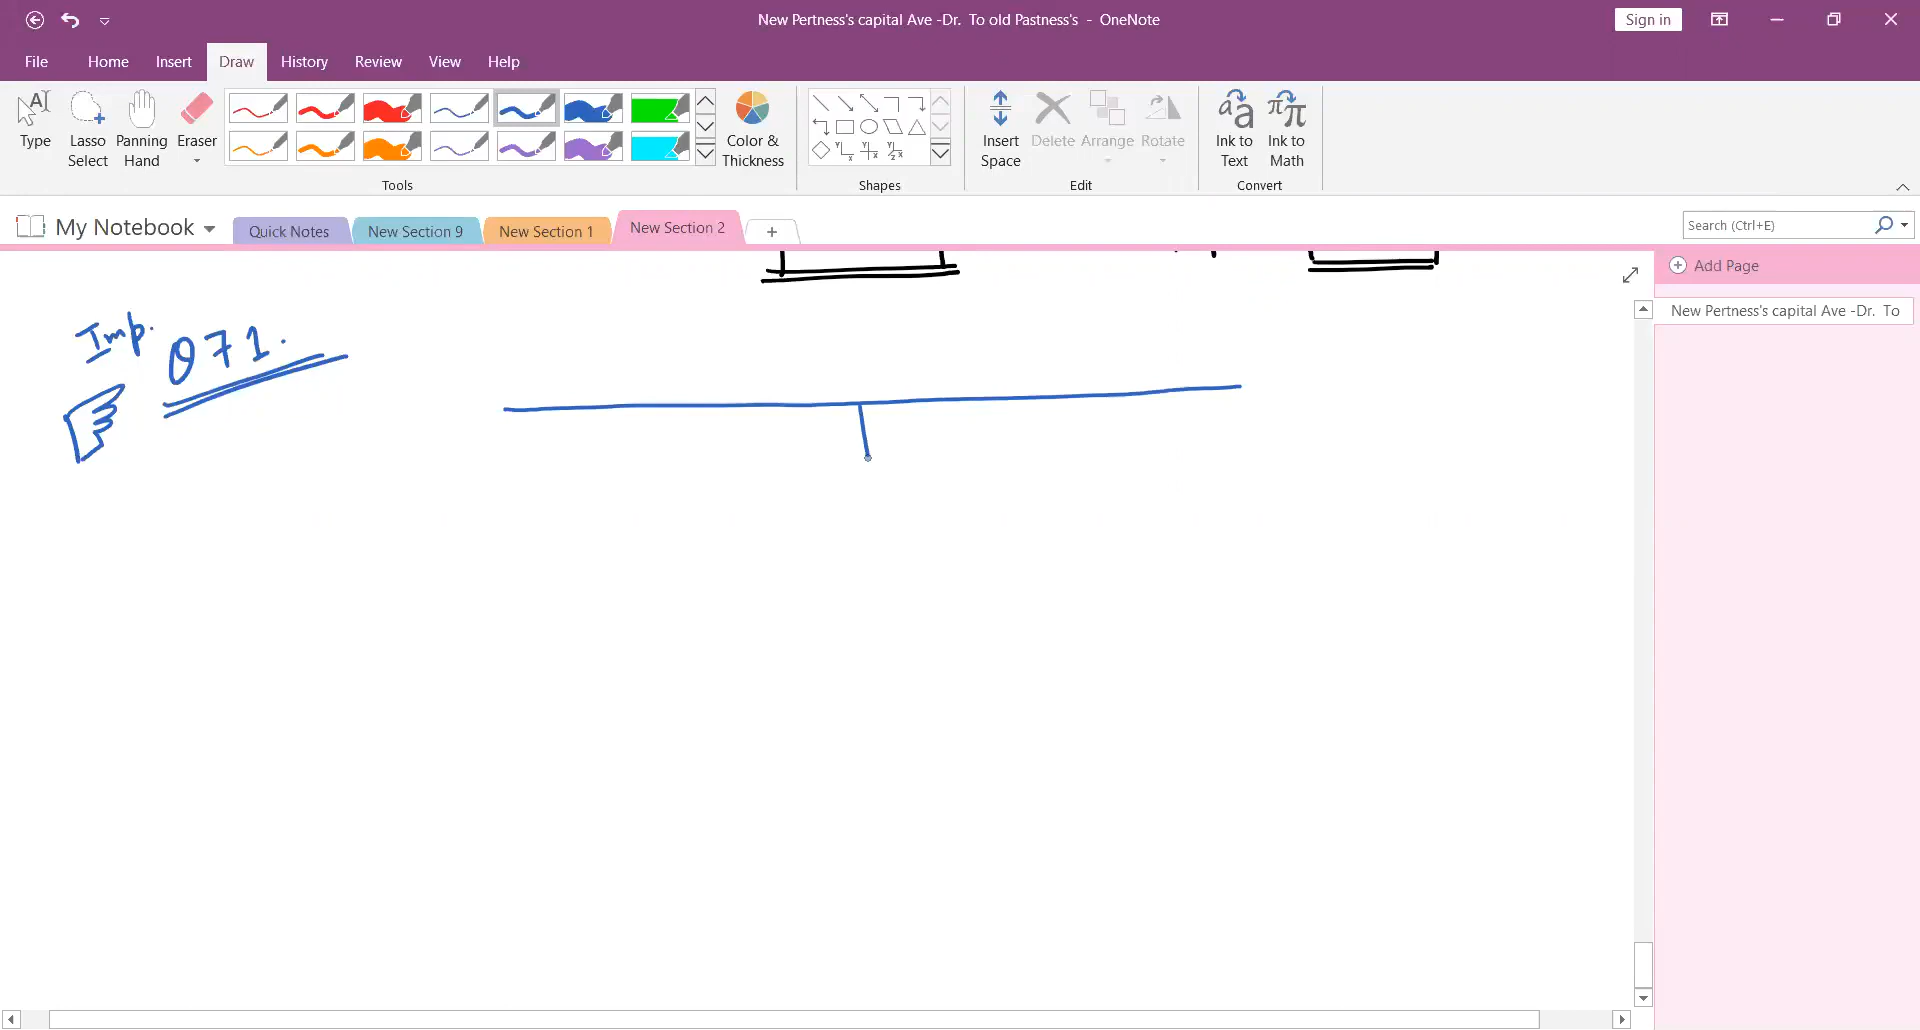 New Pertness's capital Ave -Dr.  To old Pastness's  -  OneNote
Sign in
File
Home
Insert
Draw
History
Review
View
Help
Type
Lasso Select
Panning Hand
Eraser
Color & Thickness
Insert Space
Delete
Arrange
Rotate
Ink to Text
Ink to Math
Tools
Shapes
Edit
Convert
My Notebook
Quick Notes
New Section 9
New Section 1
New Section 2
Search (Ctrl+E)
Add Page
New Pertness's capital Ave -Dr.  To
Imp.
Q71.